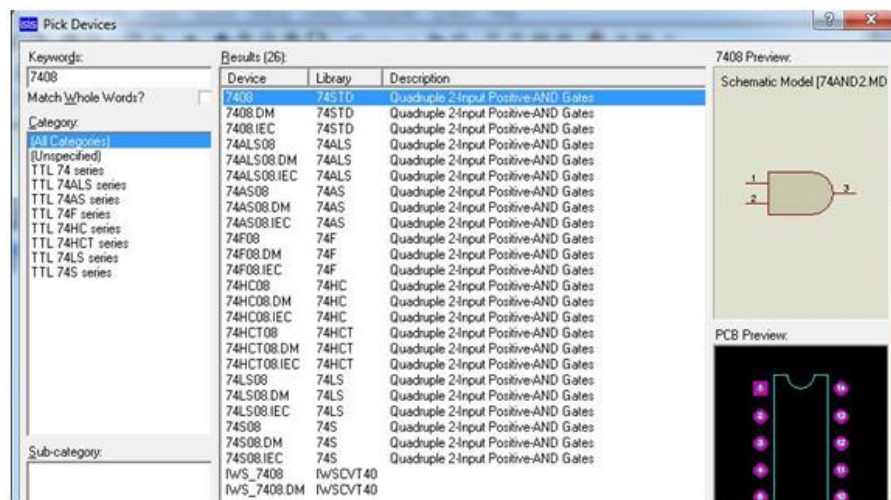 ISIS Pick Devices
Keywords:
7408
Match Whole Words?
Category:
(All Categories)
(Unspecified)
TTL 74 series
TTL 74ALS series
TTL 74AS series
TTL 74F series
TTL 74HC series
TTL 74HCT series
TTL 74LS series
TTL 74S series
Sub-category:
Results (26):
Device Library Description
7408 74STD Quadruple 2-Input Positive-AND Gates
7408.DM 74STD Quadruple 2-Input Positive-AND Gates
7408.IEC 74STD Quadruple 2-Input Positive-AND Gates
74ALS08 74ALS Quadruple 2-Input Positive-AND Gates
74ALS08.DM 74ALS Quadruple 2-Input Positive-AND Gates
74ALS08.IEC 74ALS Quadruple 2-Input Positive-AND Gates
74AS08 74AS Quadruple 2-Input Positive-AND Gates
74AS08.DM 74AS Quadruple 2-Input Positive-AND Gates
74AS08.IEC 74AS Quadruple 2-Input Positive-AND Gates
74F08 74F Quadruple 2-Input Positive-AND Gates
74F08.DM 74F Quadruple 2-Input Positive-AND Gates
74F08.IEC 74F Quadruple 2-Input Positive-AND Gates
74HC08 74HC Quadruple 2-Input Positive-AND Gates
74HC08.DM 74HC Quadruple 2-Input Positive-AND Gates
74HC08.IEC 74HC Quadruple 2-Input Positive-AND Gates
74HCT08 74HCT Quadruple 2-Input Positive-AND Gates
74HCT08.DM 74HCT Quadruple 2-Input Positive-AND Gates
74HCT08.IEC 74HCT Quadruple 2-Input Positive-AND Gates
74LS08 74LS Quadruple 2-Input Positive-AND Gates
74LS08.DM 74LS Quadruple 2-Input Positive-AND Gates
74LS08.IEC 74LS Quadruple 2-Input Positive-AND Gates
74S08 74S Quadruple 2-Input Positive-AND Gates
74S08.DM 74S Quadruple 2-Input Positive-AND Gates
74S08.IEC 74S Quadruple 2-Input Positive-AND Gates
IWS_7408 IWSCVT40
IWS_7408.DM IWSCVT40
7408 Preview:
Schematic Model [74AND2.MD
1
2
3
PCB Preview: